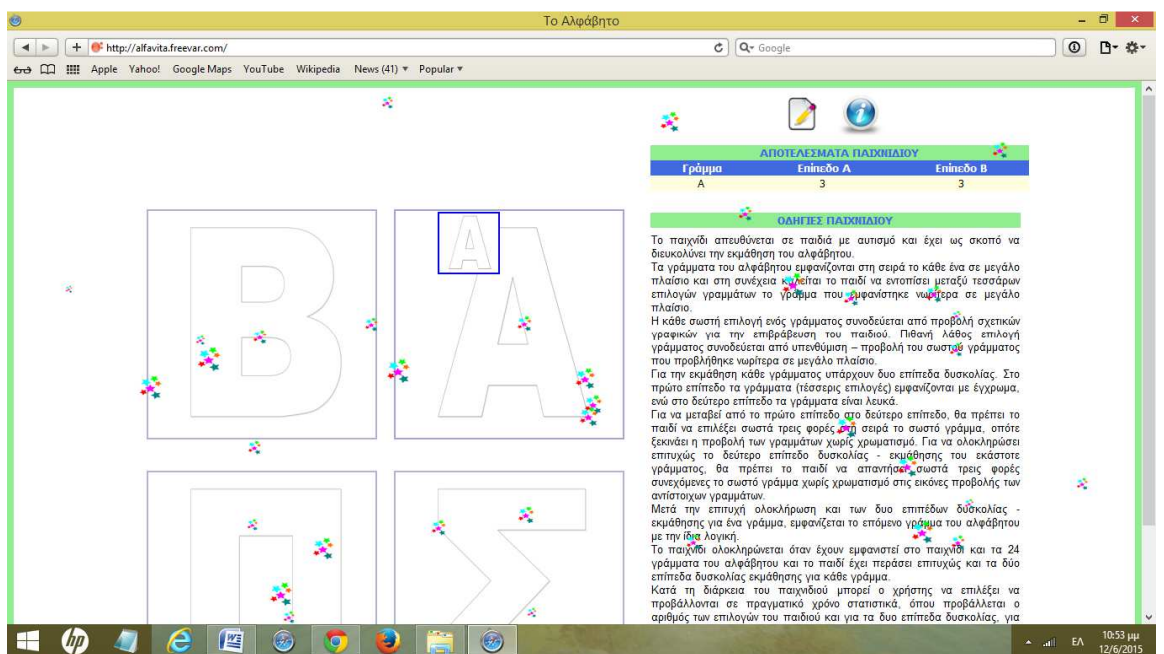 Το Αλφάβητο
http://alfavita.freevar.com/
Google
Apple Yahoo! Google Maps YouTube Wikipedia News (41) Popular
ΑΠΟΤΕΛΕΣΜΑΤΑ ΠΑΙΧΝΙΔΙΟΥ
Γράμμα Επίπεδο Α Επίπεδο Β
Α 3 3
Β Α Α
Π Σ
ΟΔΗΓΙΕΣ ΠΑΙΧΝΙΔΙΟΥ
Το παιχνίδι απευθύνεται σε παιδιά με αυτισμό και έχει ως σκοπό να
διευκολύνει την εκμάθηση του αλφάβητου.
Τα γράμματα του αλφάβητου εμφανίζονται στη σειρά το κάθε ένα σε μεγάλο
πλαίσιο και στη συνέχεια καλείται το παιδί να εντοπίσει μεταξύ τεσσάρων
επιλογών γραμμάτων το γράμμα που εμφανίστηκε νωρίτερα σε μεγάλο
πλαίσιο.
Η κάθε σωστή επιλογή ενός γράμματος συνοδεύεται από προβολή σχετικών
γραφικών για την επιβράβευση του παιδιού. Πιθανή λάθος επιλογή
γράμματος συνοδεύεται από υπενθύμιση – προβολή του σωστού γράμματος
που προβλήθηκε νωρίτερα σε μεγάλο πλαίσιο.
Για την εκμάθηση κάθε γράμματος υπάρχουν δυο επίπεδα δυσκολίας. Στο
πρώτο επίπεδο τα γράμματα (τέσσερις επιλογές) εμφανίζονται με έγχρωμα,
ενώ στο δεύτερο επίπεδο τα γράμματα είναι λευκά.
Για να μεταβεί από το πρώτο επίπεδο στο δεύτερο επίπεδο, θα πρέπει το
παιδί να επιλέξει σωστά τρεις φορές στη σειρά το σωστό γράμμα, οπότε
ξεκινάει η προβολή των γραμμάτων χωρίς χρωματισμό. Για να ολοκληρώσει
επιτυχώς το δεύτερο επίπεδο δυσκολίας - εκμάθησης του εκάστοτε
γράμματος, θα πρέπει το παιδί να απαντήσει σωστά τρεις φορές
συνεχόμενες το σωστό γράμμα χωρίς χρωματισμό στις εικόνες προβολής των
αντίστοιχων γραμμάτων.
Μετά την επιτυχή ολοκλήρωση και των δυο επιπέδων δυσκολίας -
εκμάθησης για ένα γράμμα, εμφανίζεται το επόμενο γράμμα του αλφάβητου
με την ίδια λογική.
Το παιχνίδι ολοκληρώνεται όταν έχουν εμφανιστεί στο παιχνίδι και τα 24
γράμματα του αλφάβητου και το παιδί έχει περάσει επιτυχώς και τα δύο
επίπεδα δυσκολίας εκμάθησης για κάθε γράμμα.
Κατά τη διάρκεια του παιχνιδιού μπορεί ο χρήστης να επιλέξει να
προβάλλονται σε πραγματικό χρόνο στατιστικά, όπου προβάλλεται ο
αριθμός των επιλογών του παιδιού και για τα δυο επίπεδα δυσκολίας, για
ΕΛ 10:53 μμ
12/6/2015